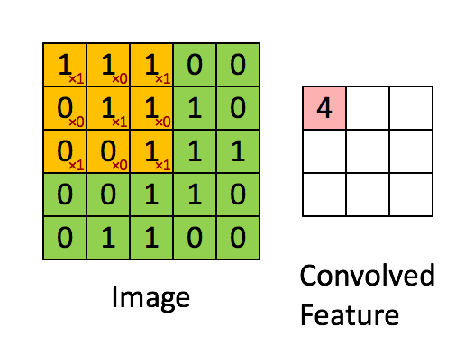 1×1 1×0 1×1 0 0
0×0 1×1 1×0 1 0
0×1 0×0 1×1 1 1
0 0 1 1 0
0 1 1 0 0
4
Image
Convolved
Feature